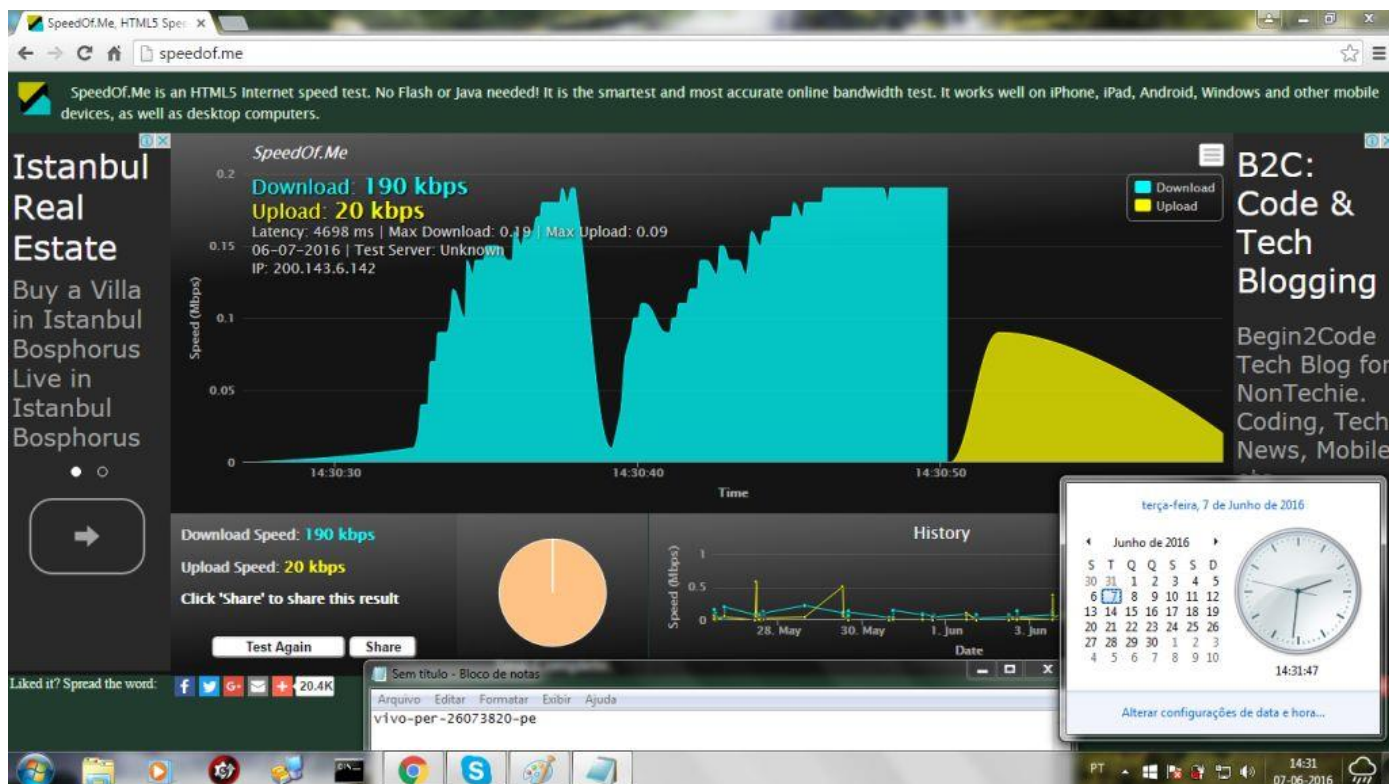 SpeedOf.Me, HTML5 Spee
speedof.me
SpeedOf.Me is an HTML5 Internet speed test. No Flash or Java needed! It is the smartest and most accurate online bandwidth test. It works well on iPhone, iPad, Android, Windows and other mobile
devices, as well as desktop computers.
Istanbul
Real
Estate
Buy a Villa
in Istanbul
Bosphorus
Live in
Istanbul
Bosphorus
SpeedOf.Me
Download: 190 kbps
Upload: 20 kbps
Latency: 4698 ms | Max Download: 0.19 | Max Upload: 0.09
06-07-2016 | Test Server: Unknown
IP: 200.143.6.142
Download
Upload
Speed (Mbps)
0.2
0.15
0.1
0.05
0
14:30:30
14:30:40
14:30:50
Time
B2C:
Code &
Tech
Blogging
Begin2Code
Tech Blog for
NonTechie.
Coding, Tech
News, Mobile
Download Speed: 190 kbps
Upload Speed: 20 kbps
Click 'Share' to share this result
Test Again
Share
History
Speed (Mbps)
1
0.5
0
28. May
30. May
1. Jun
3. Jun
Date
Liked it? Spread the word:
20.4K
Sem título - Bloco de notas
Arquivo Editar Formatar Exibir Ajuda
vivo-per-26073820-pe
terça-feira, 7 de Junho de 2016
Junho de 2016
S T Q Q S S D
30 31 1 2 3 4 5
6 7 8 9 10 11 12
13 14 15 16 17 18 19
20 21 22 23 24 25 26
27 28 29 30 1 2 3
4 5 6 7 8 9 10
14:31:47
Alterar configurações de data e hora...
PT
14:31
07-06-2016